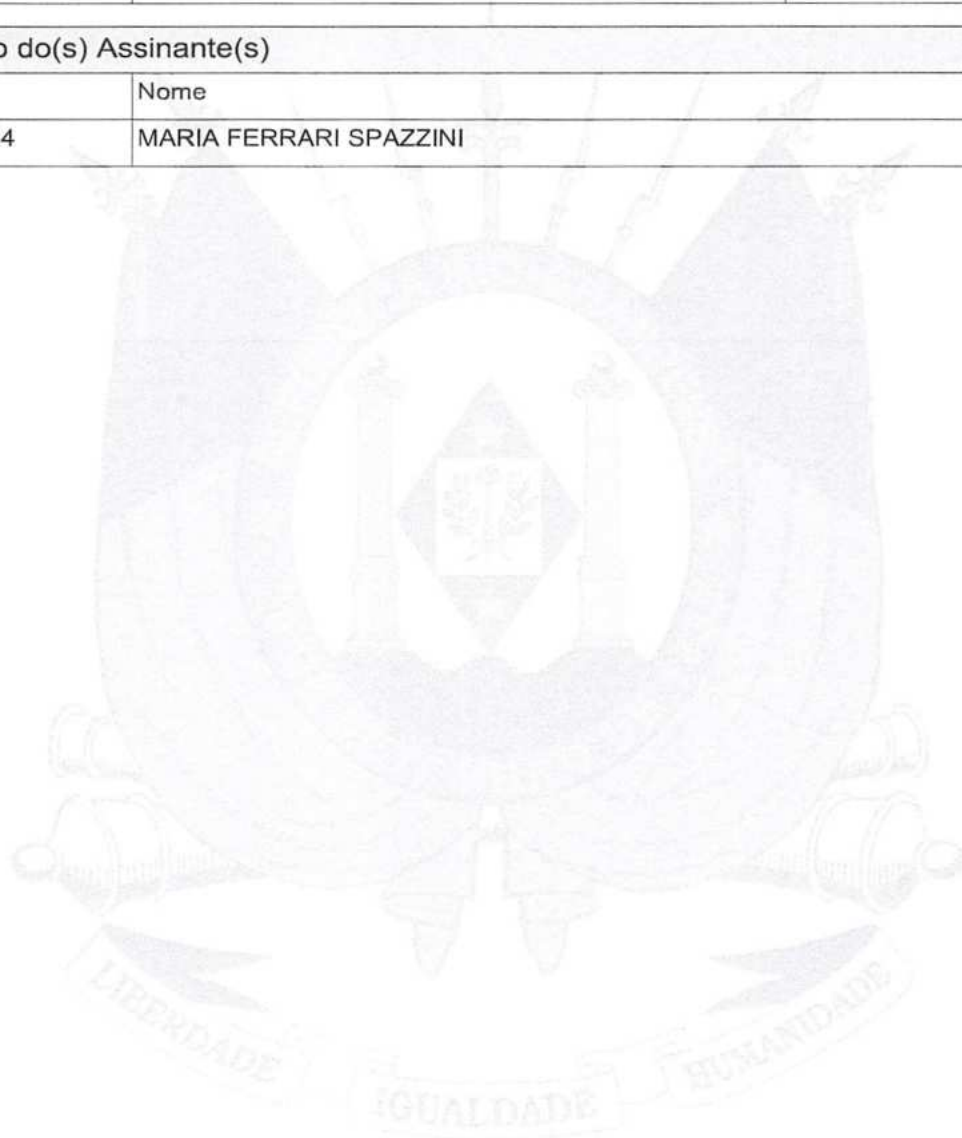 o do(s) Assinante(s)
Nome
4
MARIA FERRARI SPAZZINI
LIBERDADE
IGUALDADE
HUMANIDADE